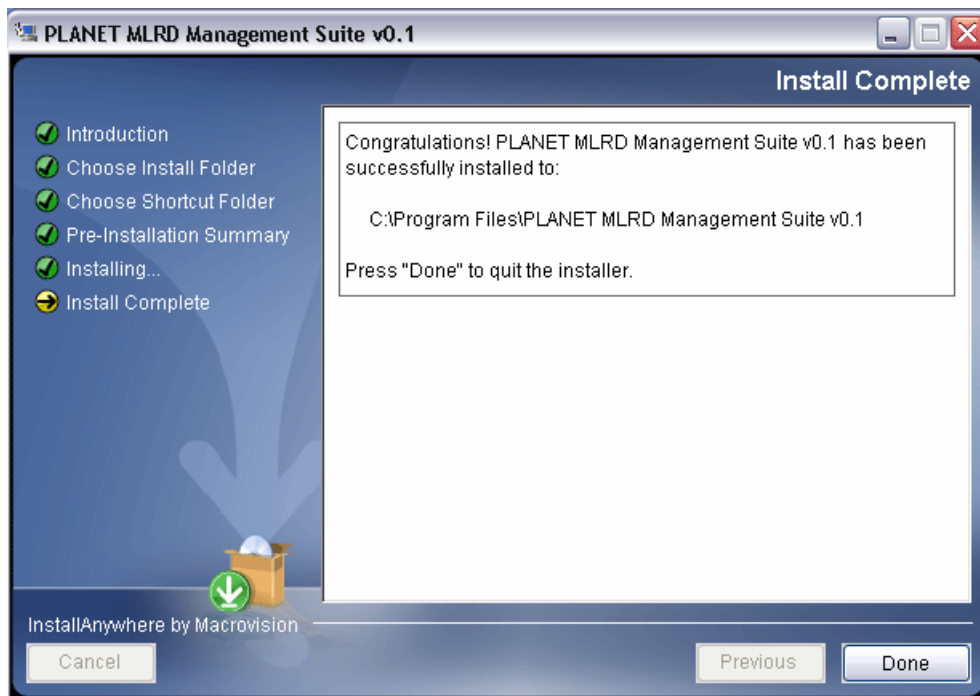 PLANET MLRD Management Suite v0.1
Install Complete
Introduction
Choose Install Folder
Choose Shortcut Folder
Pre-Installation Summary
Installing...
Install Complete
Congratulations! PLANET MLRD Management Suite v0.1 has been
successfully installed to:
C:\Program Files\PLANET MLRD Management Suite v0.1
Press "Done" to quit the installer.
InstallAnywhere by Macrovision
Cancel
Previous
Done